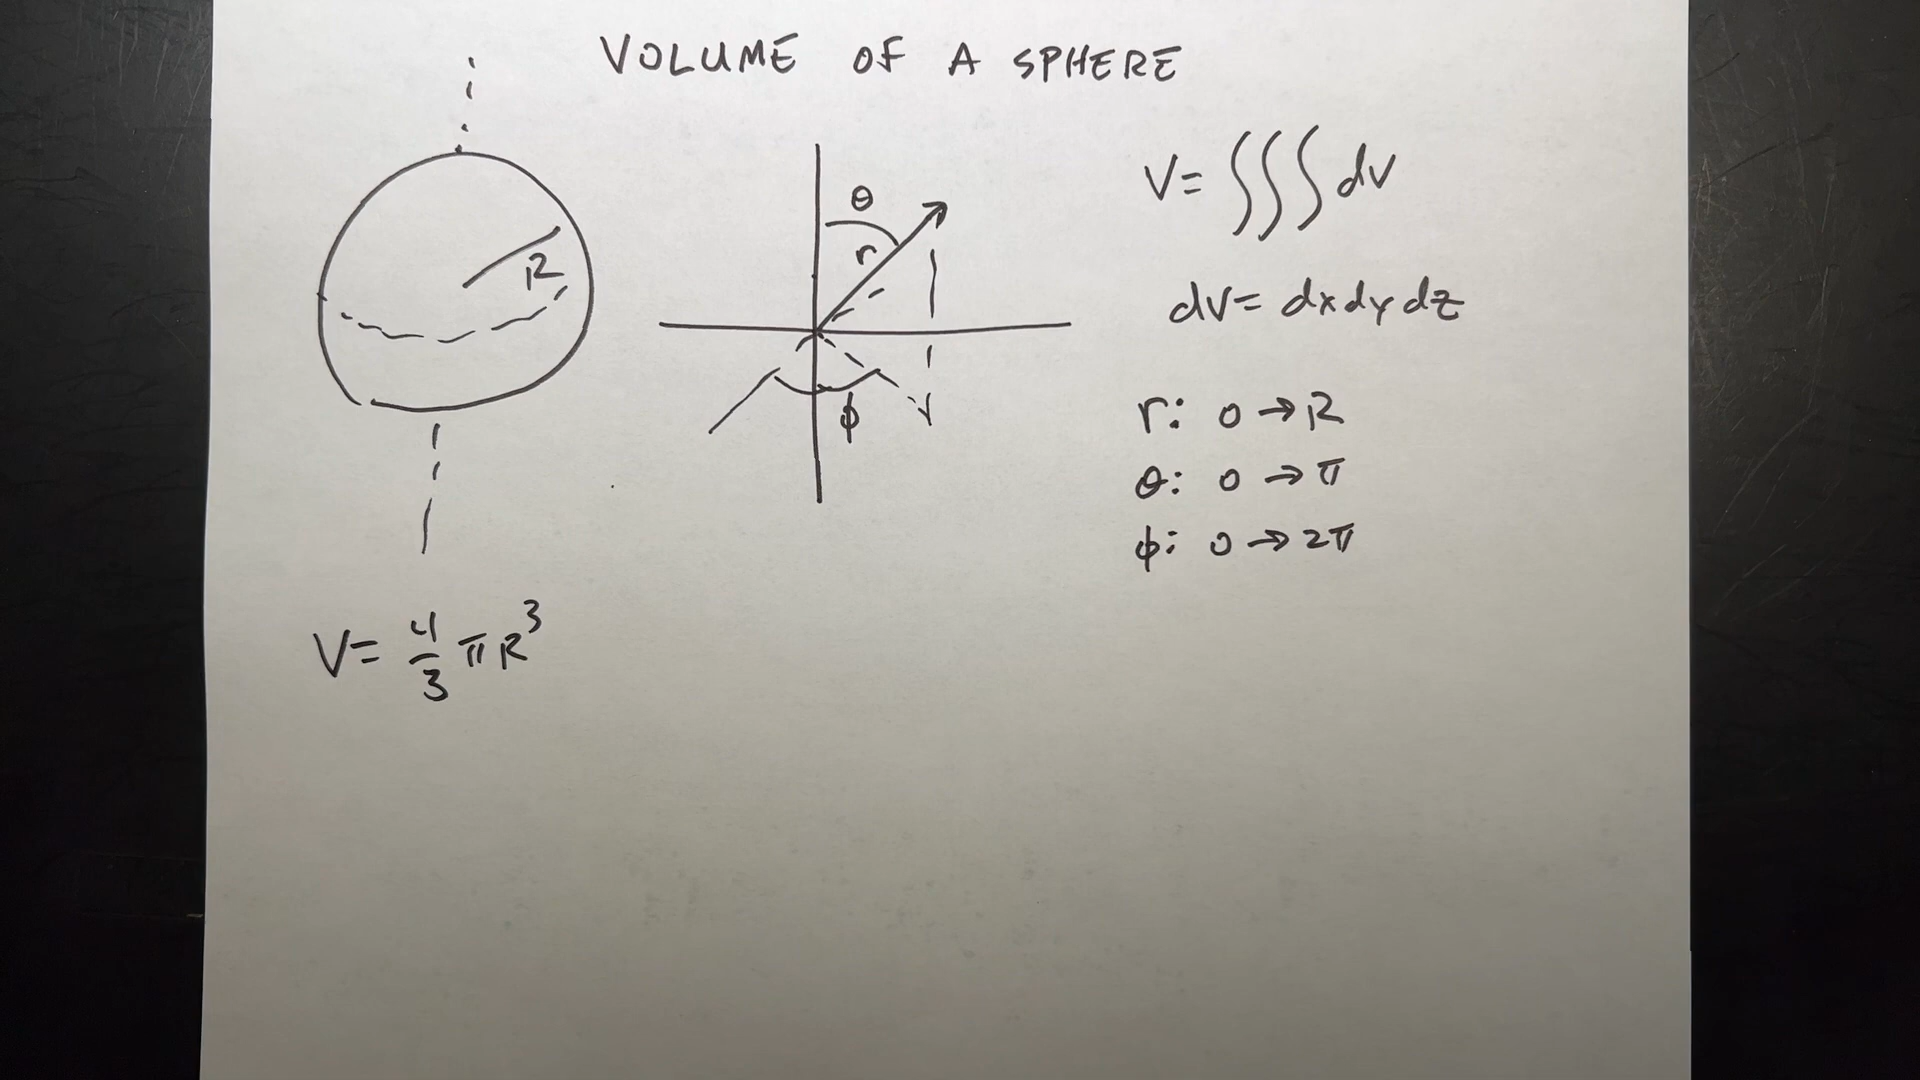 VOLUME OF A SPHERE
R
θ
r
ϕ
V= ∫∫∫ dV
dV= dx dy dz
r: 0 → R
θ: 0 → π
ϕ: 0 → 2π
V= 4/3 π R³